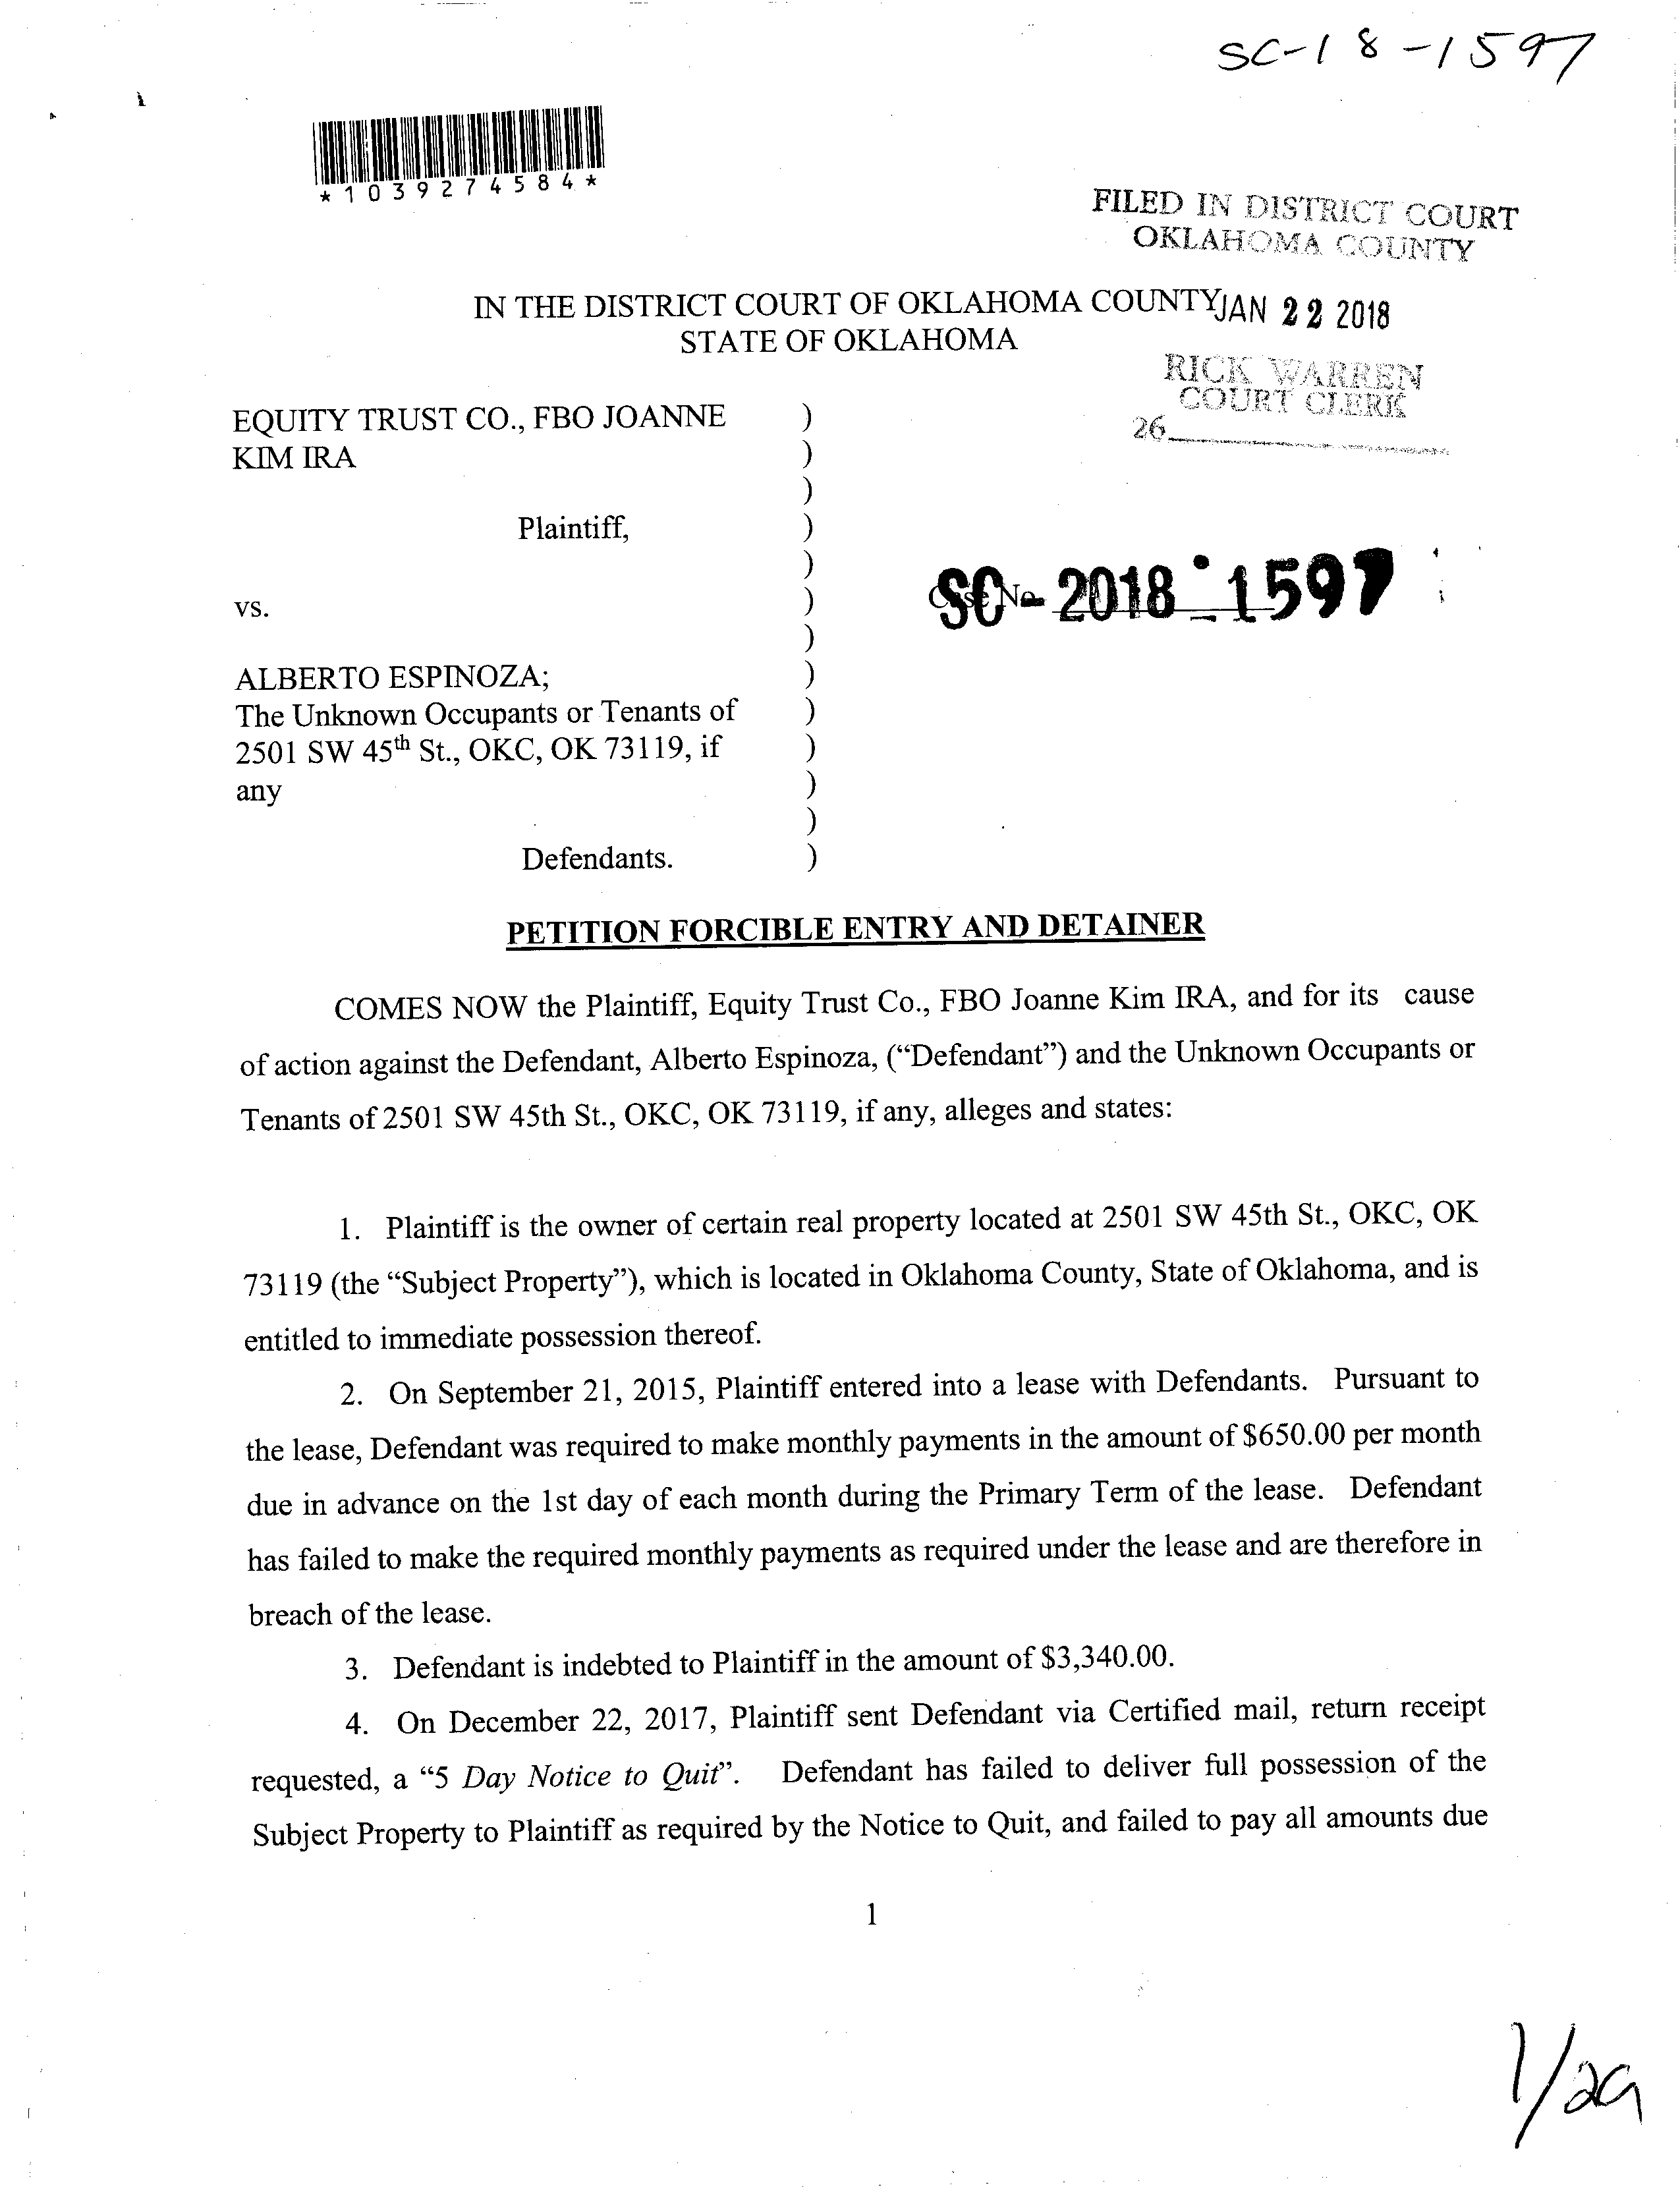 SC-18-1597
*1039274584*
FILED IN DISTRICT COURT
OKLAHOMA COUNTY
IN THE DISTRICT COURT OF OKLAHOMA COUNTY JAN 22 2018
STATE OF OKLAHOMA
RICK WARREN
COURT CLERK
26
EQUITY TRUST CO., FBO JOANNE )
KIM IRA )
)
Plaintiff, )
)
vs. )
)
ALBERTO ESPINOZA; )
The Unknown Occupants or Tenants of )
2501 SW 45th St., OKC, OK 73119, if )
any )
)
Defendants. )
Case No. SC - 2018 - 1597
PETITION FORCIBLE ENTRY AND DETAINER
COMES NOW the Plaintiff, Equity Trust Co., FBO Joanne Kim IRA, and for its cause
of action against the Defendant, Alberto Espinoza, (“Defendant”) and the Unknown Occupants or
Tenants of 2501 SW 45th St., OKC, OK 73119, if any, alleges and states:
1. Plaintiff is the owner of certain real property located at 2501 SW 45th St., OKC, OK
73119 (the “Subject Property”), which is located in Oklahoma County, State of Oklahoma, and is
entitled to immediate possession thereof.
2. On September 21, 2015, Plaintiff entered into a lease with Defendants. Pursuant to
the lease, Defendant was required to make monthly payments in the amount of $650.00 per month
due in advance on the 1st day of each month during the Primary Term of the lease. Defendant
has failed to make the required monthly payments as required under the lease and are therefore in
breach of the lease.
3. Defendant is indebted to Plaintiff in the amount of $3,340.00.
4. On December 22, 2017, Plaintiff sent Defendant via Certified mail, return receipt
requested, a “5 Day Notice to Quit”. Defendant has failed to deliver full possession of the
Subject Property to Plaintiff as required by the Notice to Quit, and failed to pay all amounts due
1
1/29